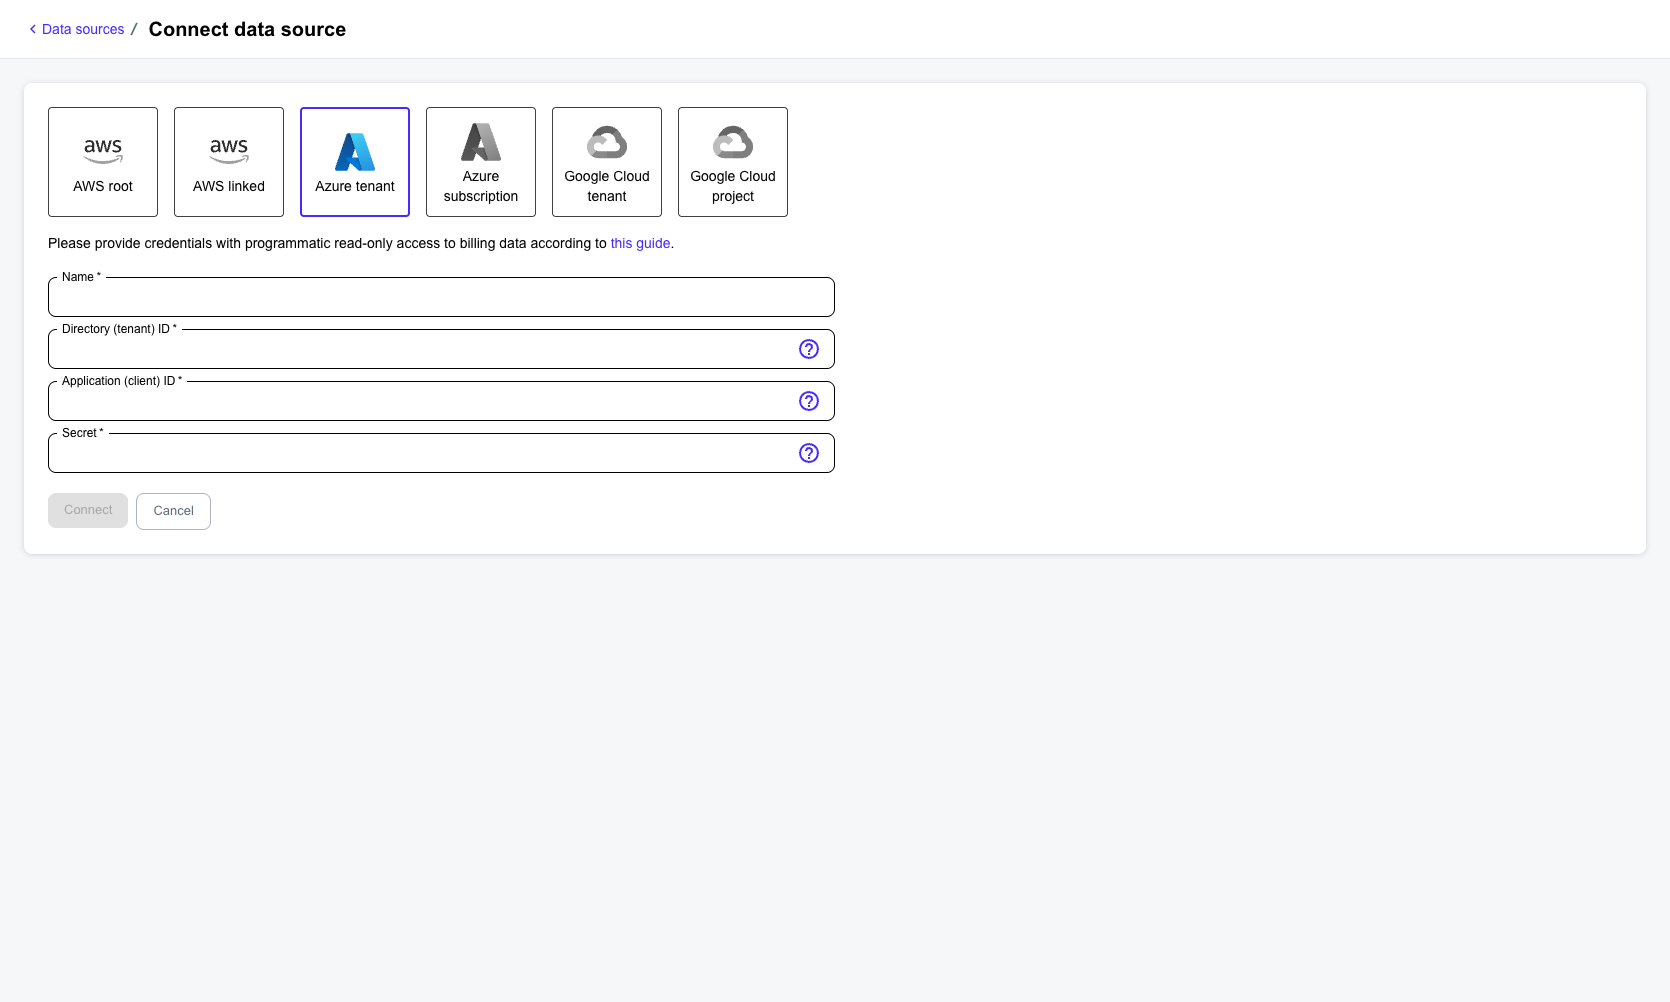 Data sources / Connect data source
aws
AWS root
aws
AWS linked
Azure tenant
Azure
subscription
Google Cloud
tenant
Google Cloud
project
Please provide credentials with programmatic read-only access to billing data according to this guide.
Name *
Directory (tenant) ID *
Application (client) ID *
Secret *
Connect
Cancel